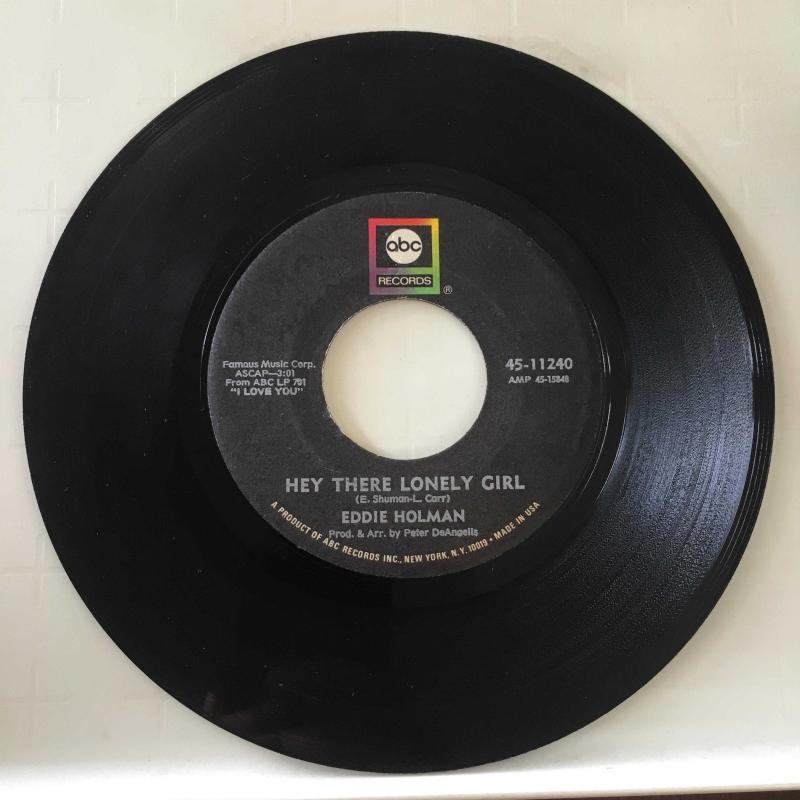 abc
RECORDS
®
Famous Music Corp.
ASCAP—3:01
From ABC LP 701
"I LOVE YOU"
45-11240
AMP 45-15848
HEY THERE LONELY GIRL
(E. Shuman-L. Carr)
EDDIE HOLMAN
Prod. & Arr. by Peter DeAngelis
A PRODUCT OF ABC RECORDS INC., NEW YORK, N.Y. 10019 • MADE IN USA